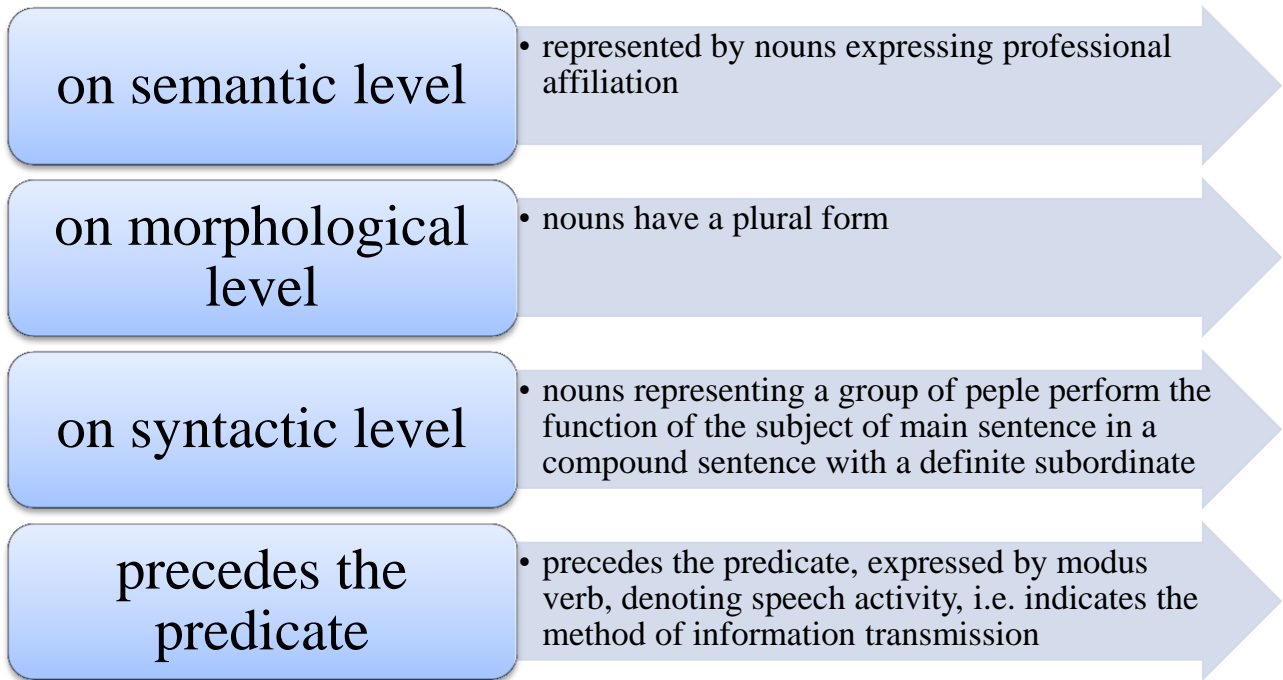 on semantic level
• represented by nouns expressing professional
affiliation
on morphological
level
• nouns have a plural form
on syntactic level
• nouns representing a group of peple perform the
function of the subject of main sentence in a
compound sentence with a definite subordinate
precedes the
predicate
• precedes the predicate, expressed by modus
verb, denoting speech activity, i.e. indicates the
method of information transmission